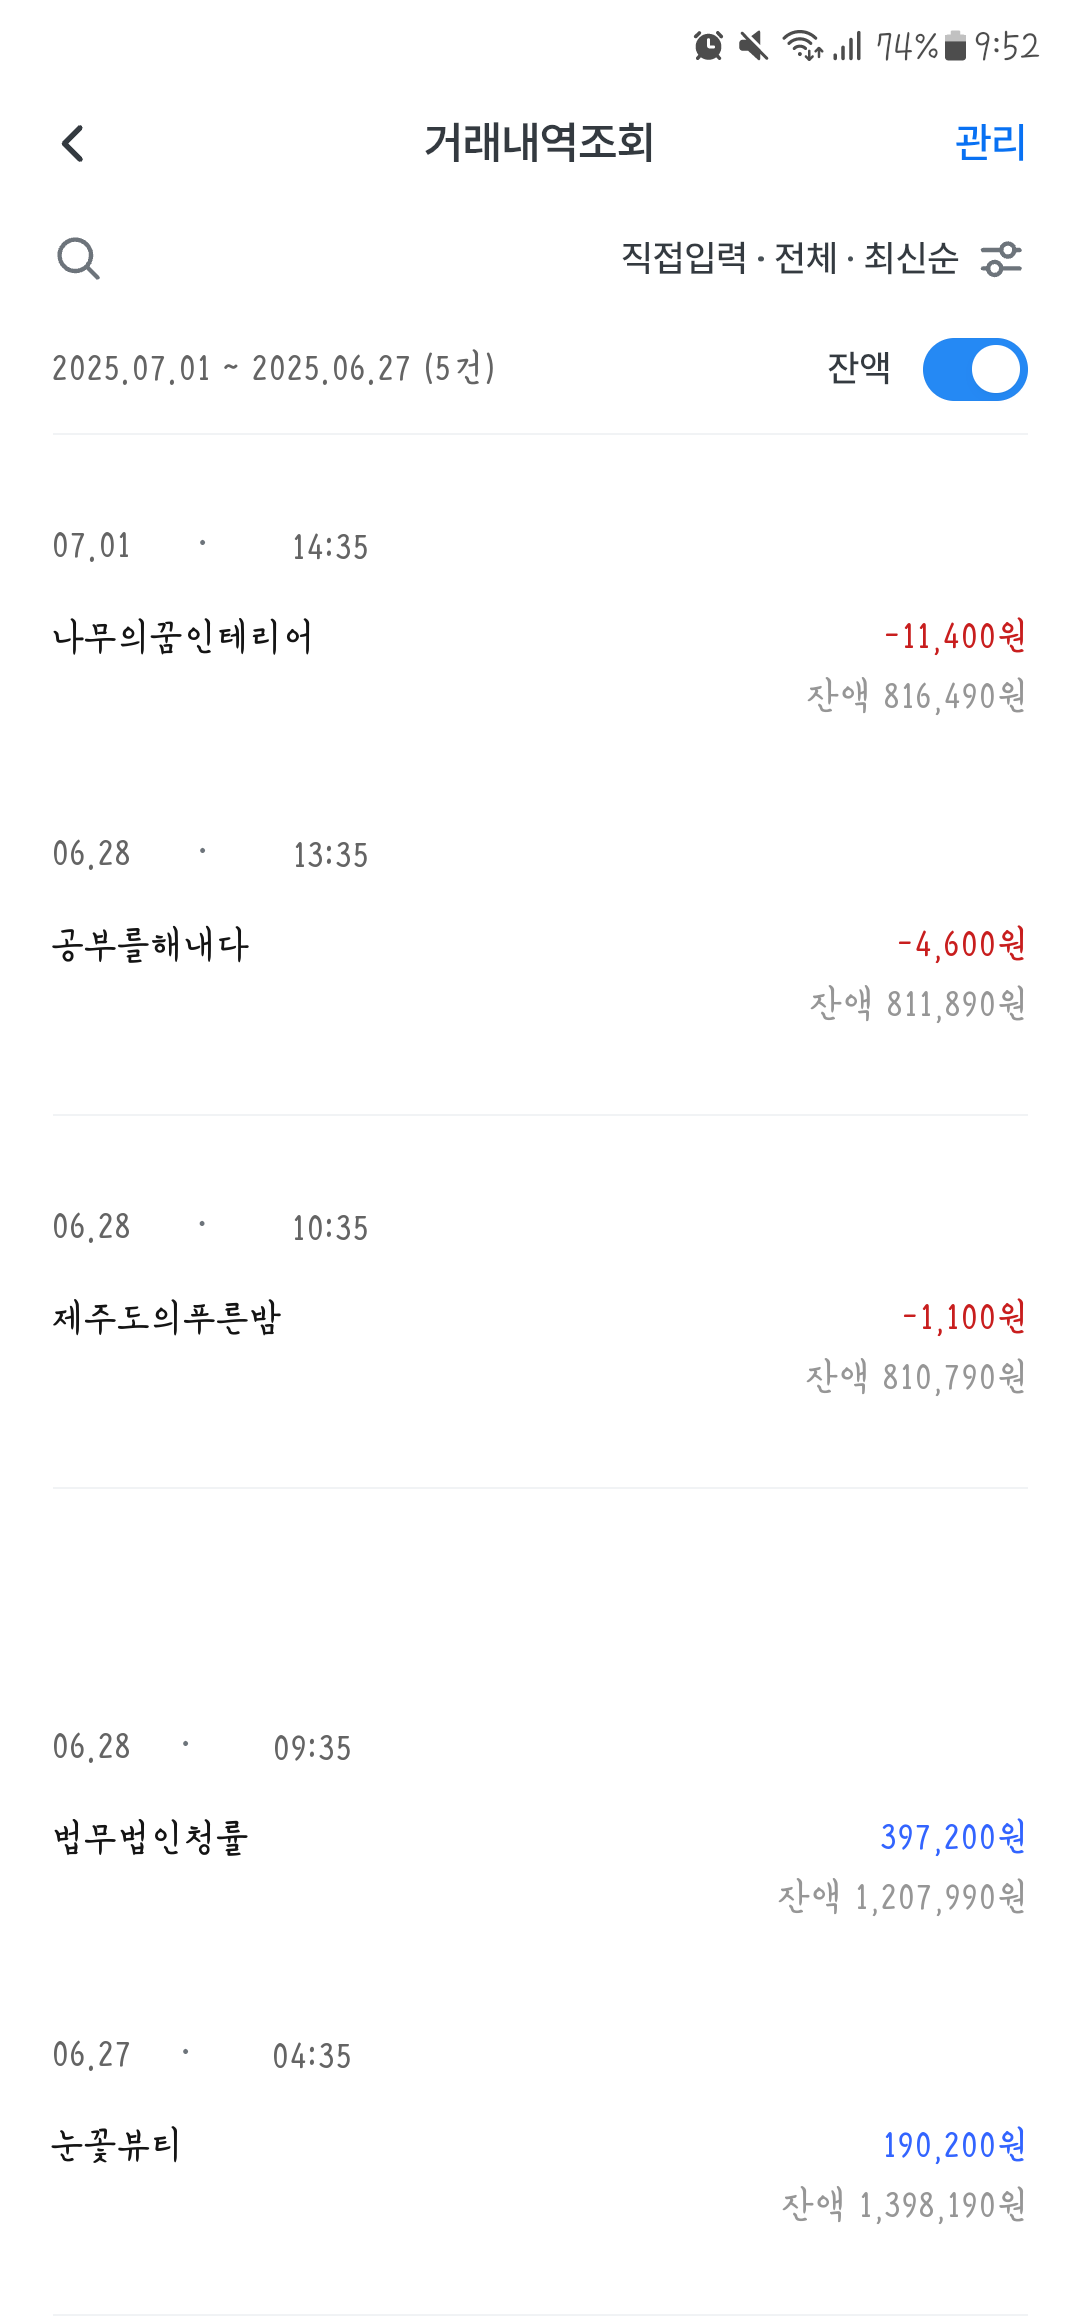 74% 9:52
거래내역조회 관리
직접입력 · 전체 · 최신순
2025.07.01 ~ 2025.06.27 (5건) 잔액
07.01 · 14:35
나무의꿈인테리어 -11,400원
잔액 816,490원
06.28 · 13:35
공부를해내다 -4,600원
잔액 811,890원
06.28 · 10:35
제주도의푸른밤 -1,100원
잔액 810,790원
06.28 · 09:35
법무법인청률 397,200원
잔액 1,207,990원
06.27 · 04:35
눈꽃뷰티 190,200원
잔액 1,398,190원